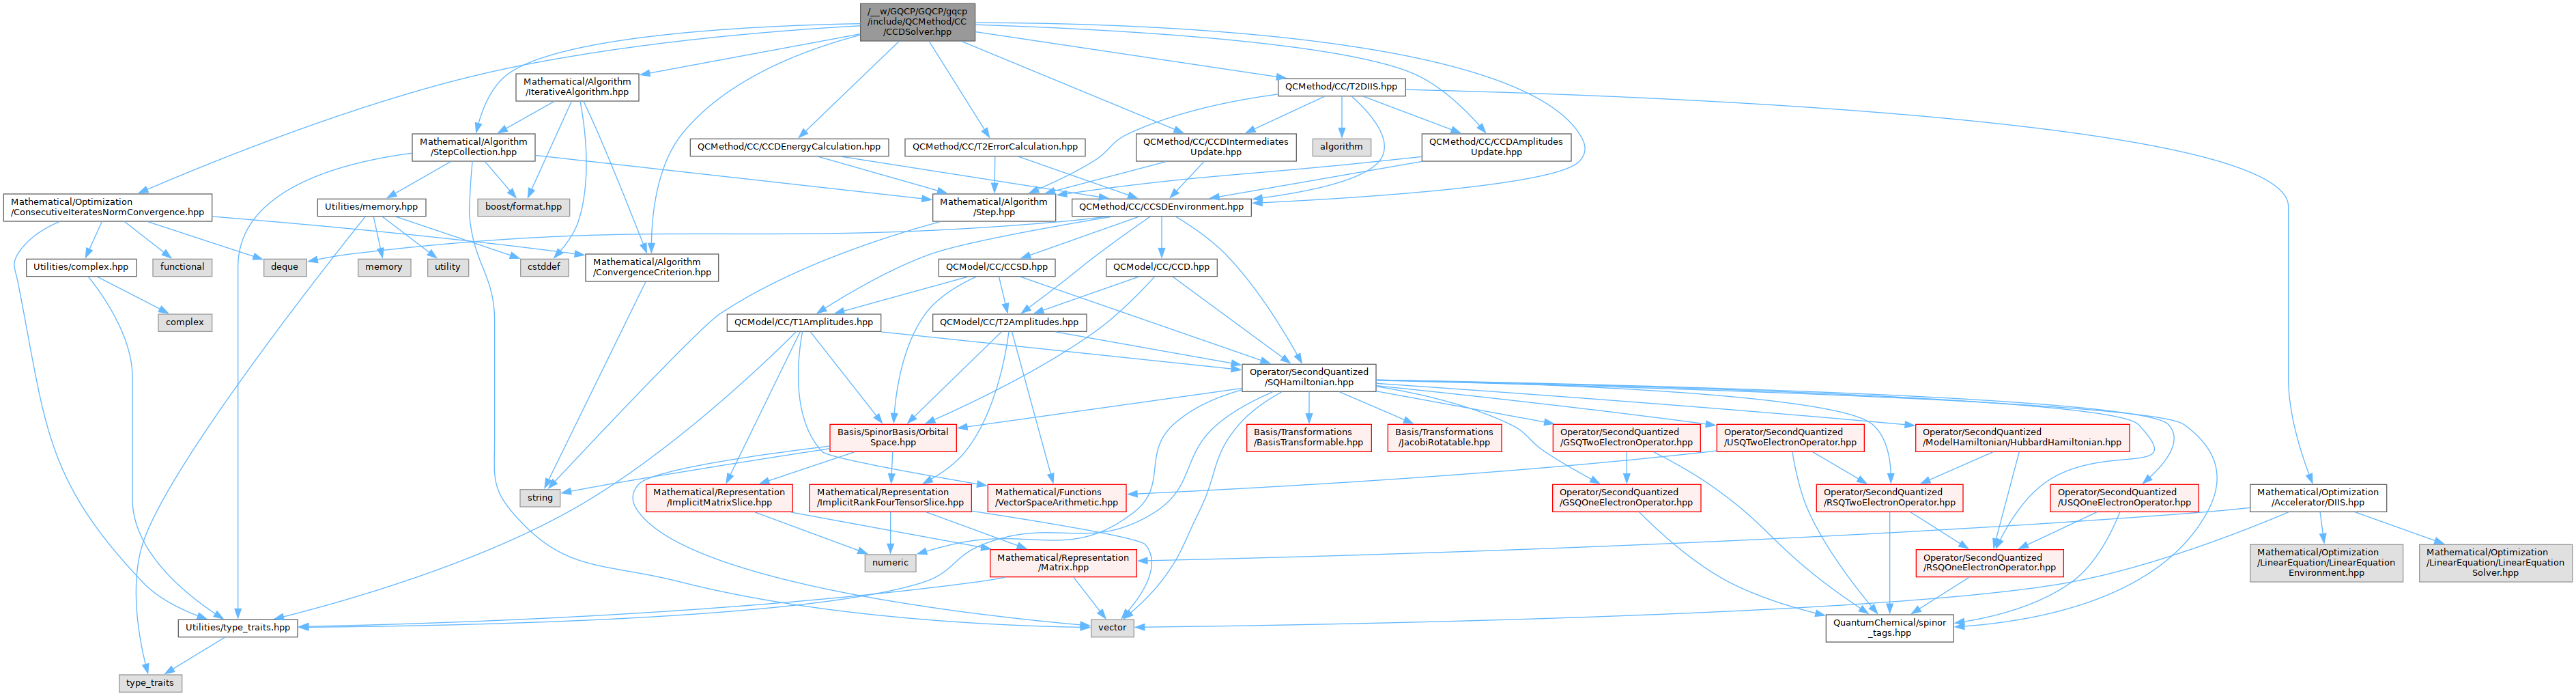 /__w/GQCP/GQCP/gqcp
/include/QCMethod/CC
/CCDSolver.hpp
Mathematical/Algorithm
/IterativeAlgorithm.hpp
QCMethod/CC/T2DIIS.hpp
Mathematical/Algorithm
/StepCollection.hpp
QCMethod/CC/CCDEnergyCalculation.hpp
QCMethod/CC/T2ErrorCalculation.hpp
QCMethod/CC/CCDIntermediates
Update.hpp
algorithm
QCMethod/CC/CCDAmplitudes
Update.hpp
Mathematical/Optimization
/ConsecutiveIteratesNormConvergence.hpp
Utilities/memory.hpp
boost/format.hpp
Mathematical/Algorithm
/Step.hpp
QCMethod/CC/CCSDEnvironment.hpp
Utilities/complex.hpp
functional
deque
memory
utility
cstddef
Mathematical/Algorithm
/ConvergenceCriterion.hpp
QCModel/CC/CCSD.hpp
QCModel/CC/CCD.hpp
complex
QCModel/CC/T1Amplitudes.hpp
QCModel/CC/T2Amplitudes.hpp
Operator/SecondQuantized
/SQHamiltonian.hpp
Basis/SpinorBasis/Orbital
Space.hpp
Basis/Transformations
/BasisTransformable.hpp
Basis/Transformations
/JacobiRotatable.hpp
Operator/SecondQuantized
/GSQTwoElectronOperator.hpp
Operator/SecondQuantized
/USQTwoElectronOperator.hpp
Operator/SecondQuantized
/ModelHamiltonian/HubbardHamiltonian.hpp
string
Mathematical/Representation
/ImplicitMatrixSlice.hpp
Mathematical/Representation
/ImplicitRankFourTensorSlice.hpp
Mathematical/Functions
/VectorSpaceArithmetic.hpp
Operator/SecondQuantized
/GSQOneElectronOperator.hpp
Operator/SecondQuantized
/RSQTwoElectronOperator.hpp
Operator/SecondQuantized
/USQOneElectronOperator.hpp
Mathematical/Optimization
/Accelerator/DIIS.hpp
numeric
Mathematical/Representation
/Matrix.hpp
Operator/SecondQuantized
/RSQOneElectronOperator.hpp
Mathematical/Optimization
/LinearEquation/LinearEquation
Environment.hpp
Mathematical/Optimization
/LinearEquation/LinearEquation
Solver.hpp
Utilities/type_traits.hpp
vector
QuantumChemical/spinor
_tags.hpp
type_traits